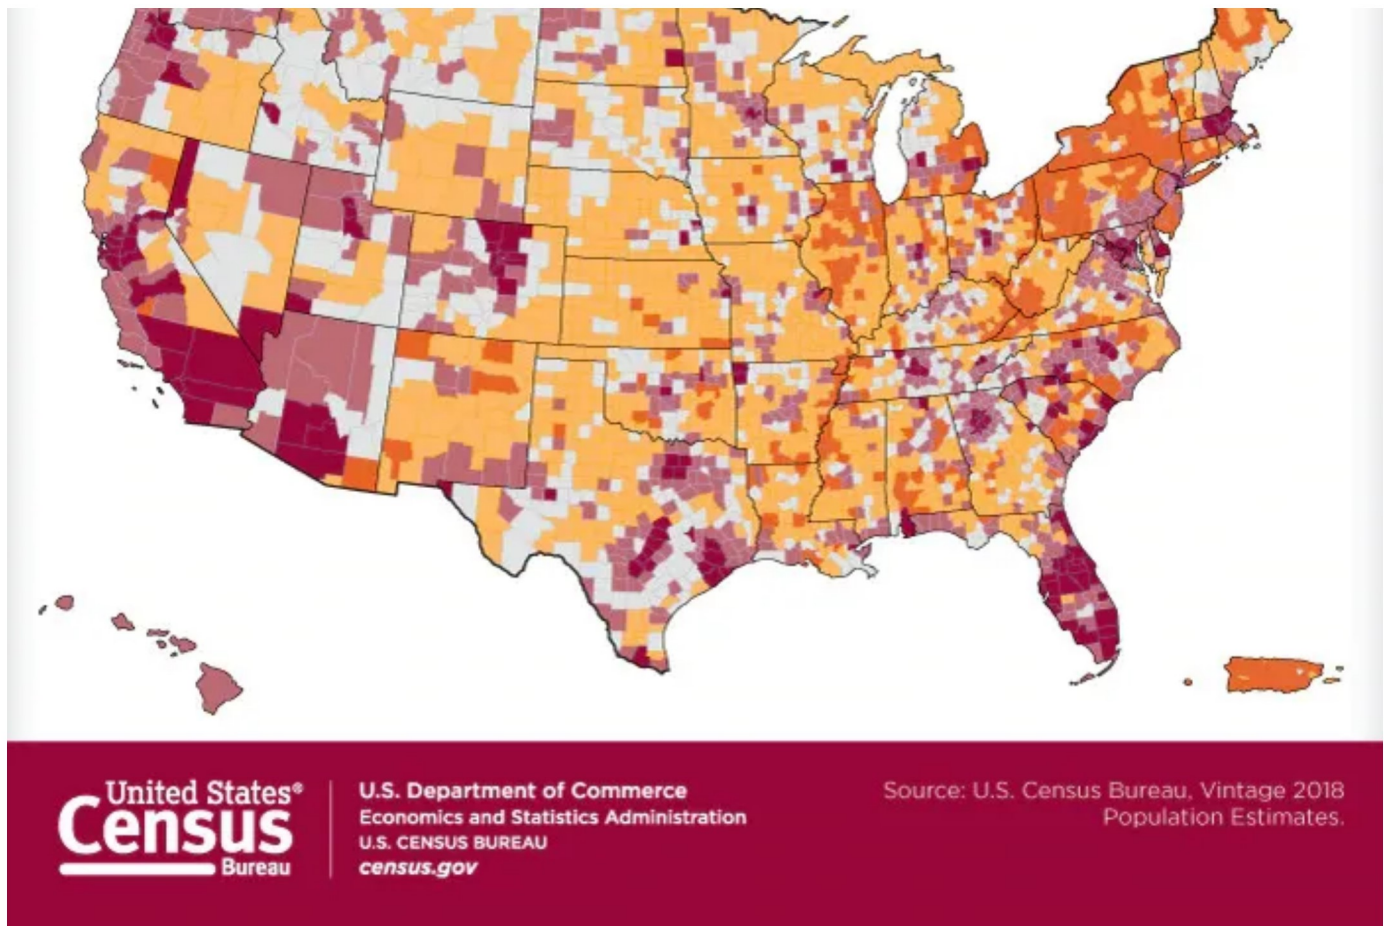 United States®
Census
Bureau
U.S. Department of Commerce
Economics and Statistics Administration
U.S. CENSUS BUREAU
census.gov
Source: U.S. Census Bureau, Vintage 2018
Population Estimates.